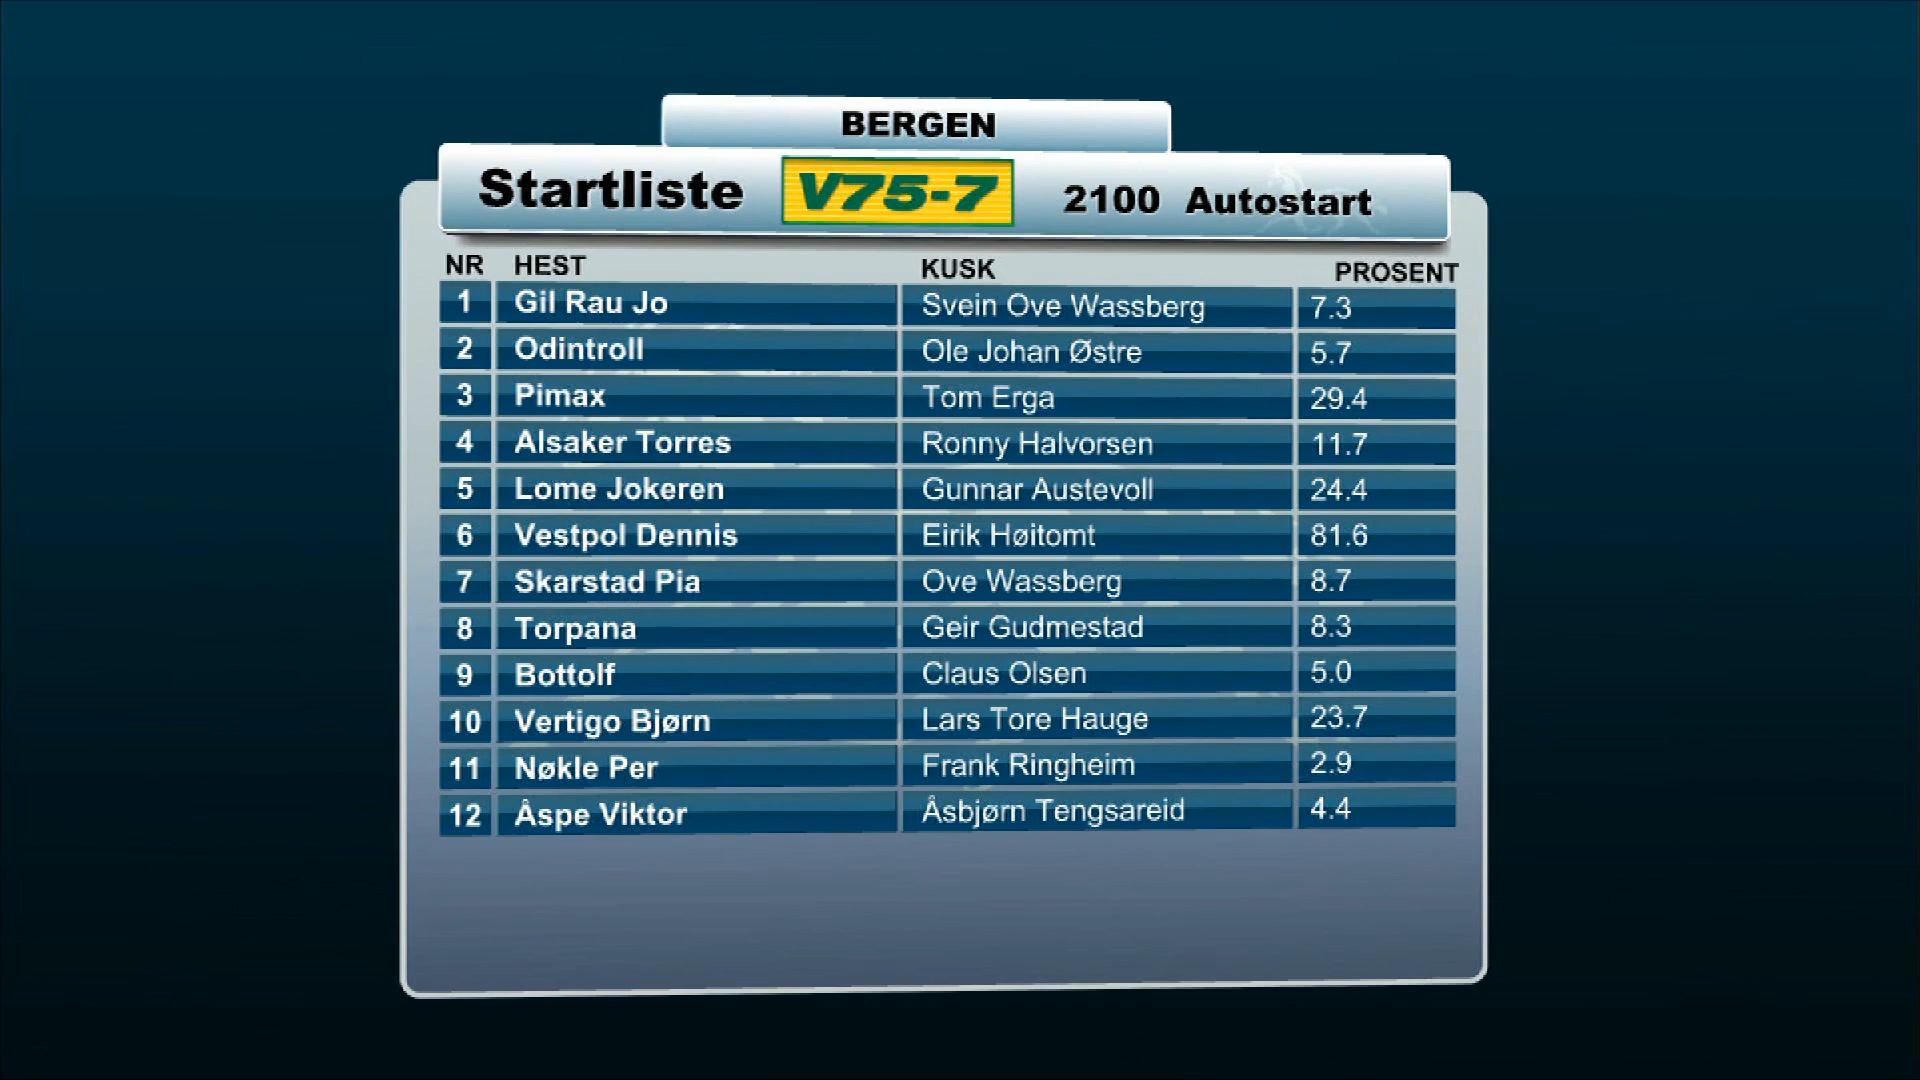 BERGEN
Startliste V75-7 2100 Autostart
NR HEST KUSK PROSENT
1 Gil Rau Jo Svein Ove Wassberg 7.3
2 Odintroll Ole Johan Østre 5.7
3 Pimax Tom Erga 29.4
4 Alsaker Torres Ronny Halvorsen 11.7
5 Lome Jokeren Gunnar Austevoll 24.4
6 Vestpol Dennis Eirik Høitomt 81.6
7 Skarstad Pia Ove Wassberg 8.7
8 Torpana Geir Gudmestad 8.3
9 Bottolf Claus Olsen 5.0
10 Vertigo Bjørn Lars Tore Hauge 23.7
11 Nøkle Per Frank Ringheim 2.9
12 Åspe Viktor Åsbjørn Tengsareid 4.4